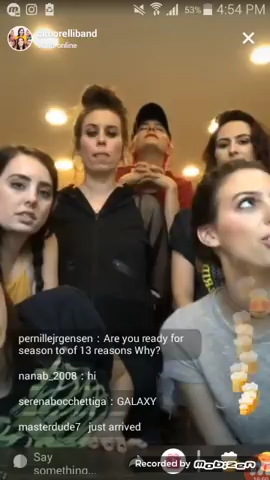 53% 4:54 PM
cimorelliband
pernillejrgensen : Are you ready for
season to of 13 reasons Why?
nanab_2008 : hi
serenabocchettiga : GALAXY
masterdude7 just arrived
Say
something...
Recorded by Mobizen